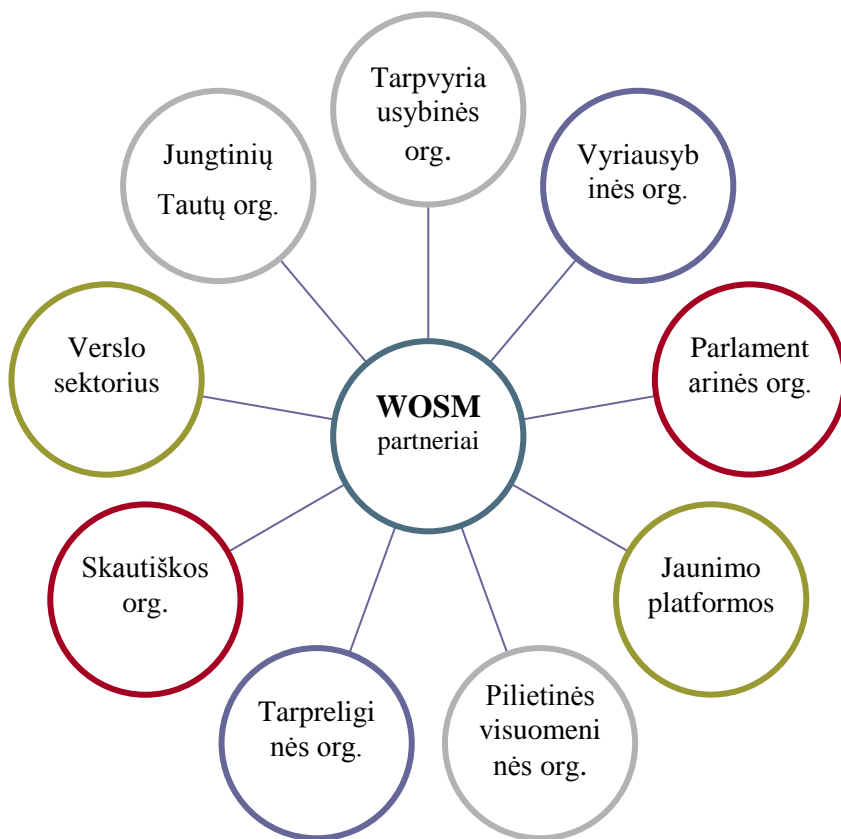 Tarpvyria
usybinės
org.
Vyriausyb
inės org.
Parlament
arinės org.
Jaunimo
platformos
Pilietinės
visuomeni
nės org.
Tarpreligi
nės org.
Skautiškos
org.
Verslo
sektorius
Jungtinių
Tautų org.
WOSM
partneriai